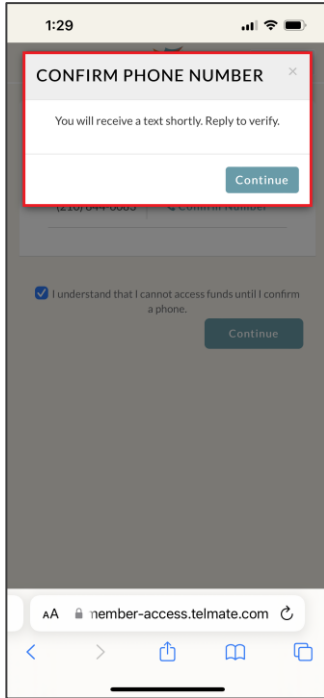 1:29
CONFIRM PHONE NUMBER ×
You will receive a text shortly. Reply to verify.
Continue
Confirm Number
I understand that I cannot access funds until I confirm
a phone.
Continue
AA member-access.telmate.com